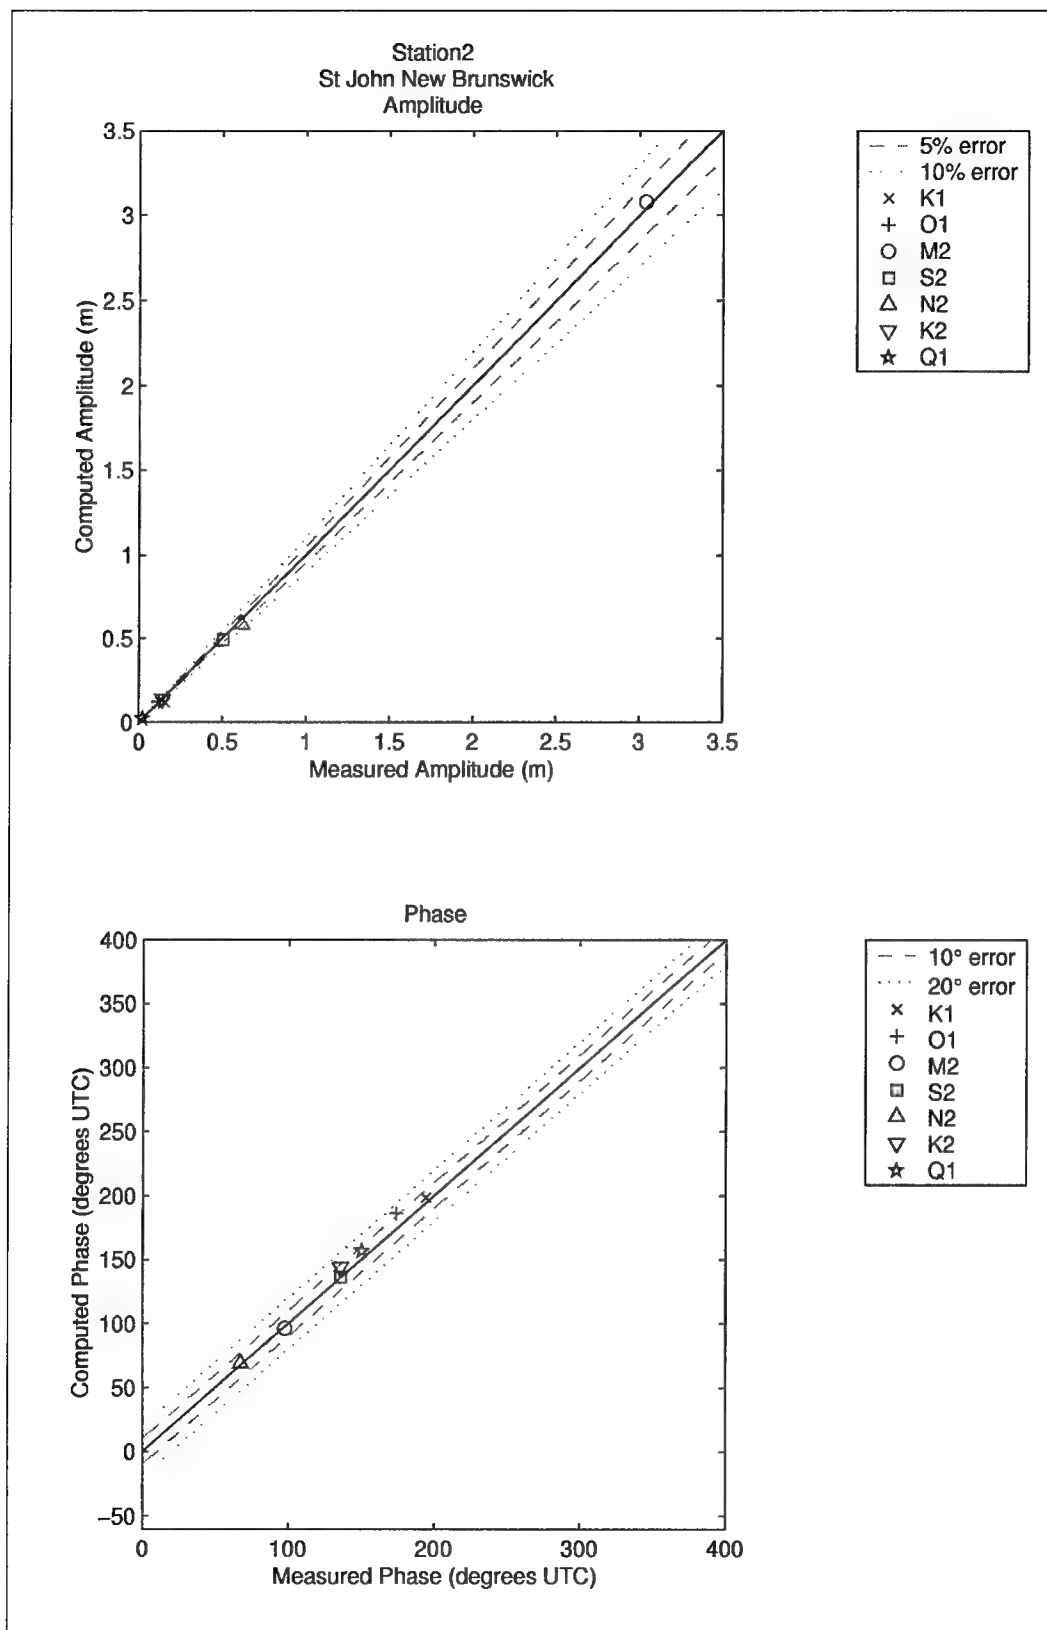 Station2
St John New Brunswick
Amplitude
3.5
3
2.5
2
1.5
1
0.5
0
0 0.5 1 1.5 2 2.5 3 3.5
Computed Amplitude (m)
Measured Amplitude (m)
5% error
10% error
K1
O1
M2
S2
N2
K2
Q1
Phase
400
350
300
250
200
150
100
50
0
−50
0 100 200 300 400
Computed Phase (degrees UTC)
Measured Phase (degrees UTC)
10° error
20° error
K1
O1
M2
S2
N2
K2
Q1